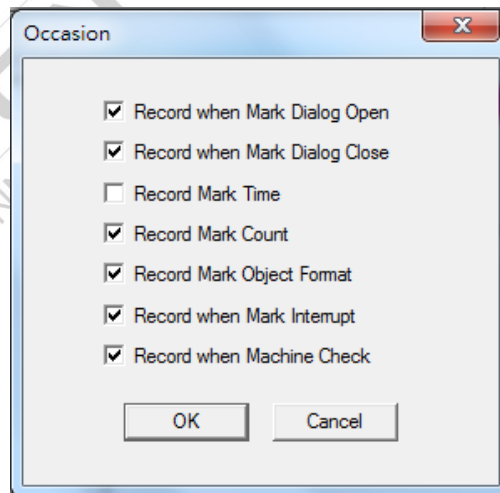 Occasion
Record when Mark Dialog Open
Record when Mark Dialog Close
Record Mark Time
Record Mark Count
Record Mark Object Format
Record when Mark Interrupt
Record when Machine Check
OK
Cancel